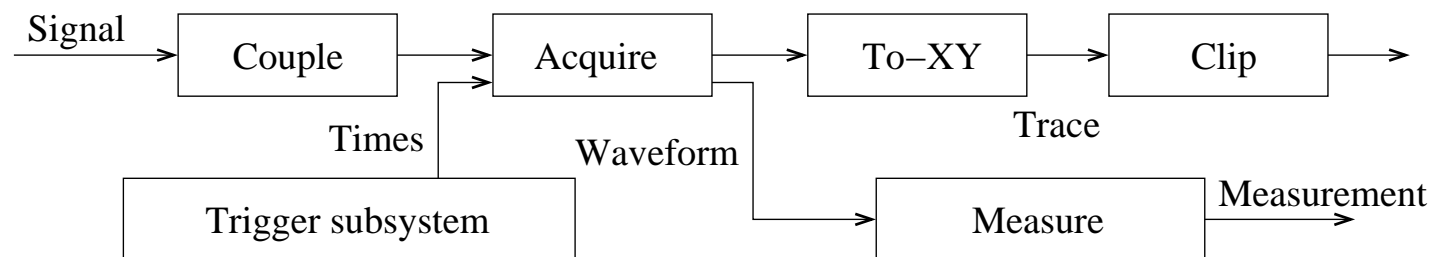 Signal
Couple
Acquire
To−XY
Clip
Times
Waveform
Trace
Trigger subsystem
Measure
Measurement